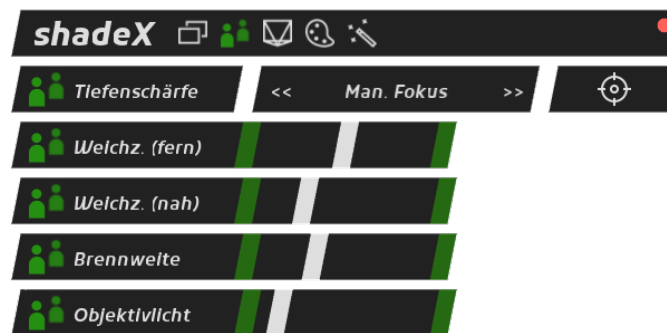 shadeX
Tiefenschärfe << Man. Fokus >>
Weichz. (fern)
Weichz. (nah)
Brennweite
Objektivlicht